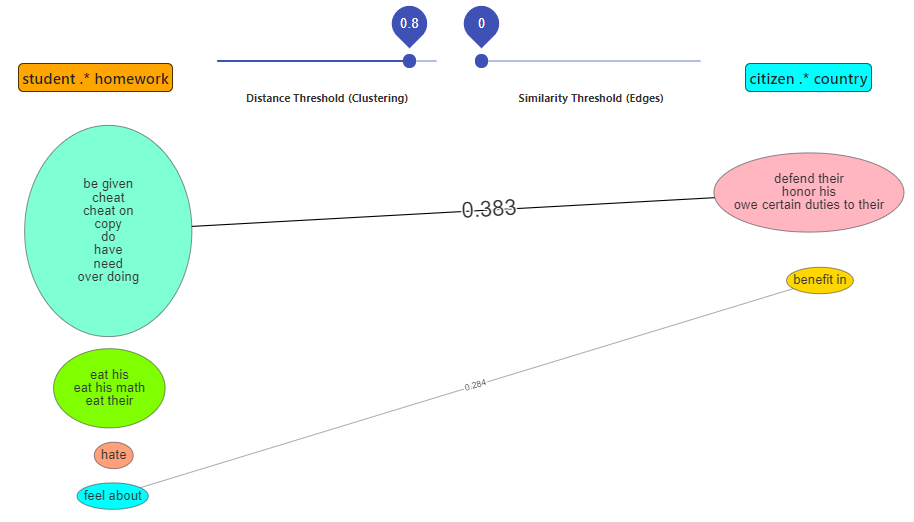 0.8
0
student .* homework
citizen .* country
Distance Threshold (Clustering)
Similarity Threshold (Edges)
be given
cheat
cheat on
copy
do
have
need
over doing
0.383
defend their
honor his
owe certain duties to their
benefit in
eat his
eat his math
eat their
0.284
hate
feel about